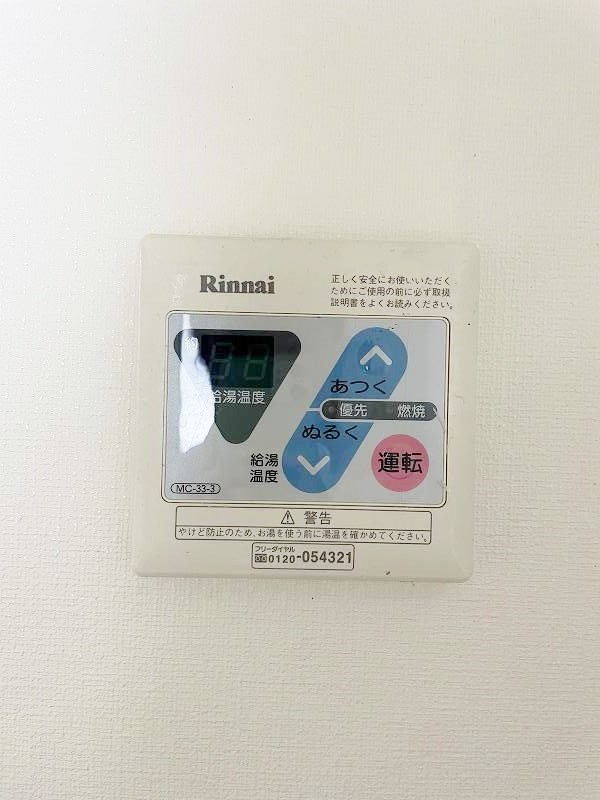 Rinnai
正しく安全にお使いいただく
ためにご使用の前に必ず取扱
説明書をよくお読みください。
88
給湯温度
あつく
優先 燃焼
ぬるく
給湯
温度
運転
MC-33-3
⚠ 警告
やけど防止のため、お湯を使う前に湯温を確かめてください。
フリーダイヤル
0120-054321